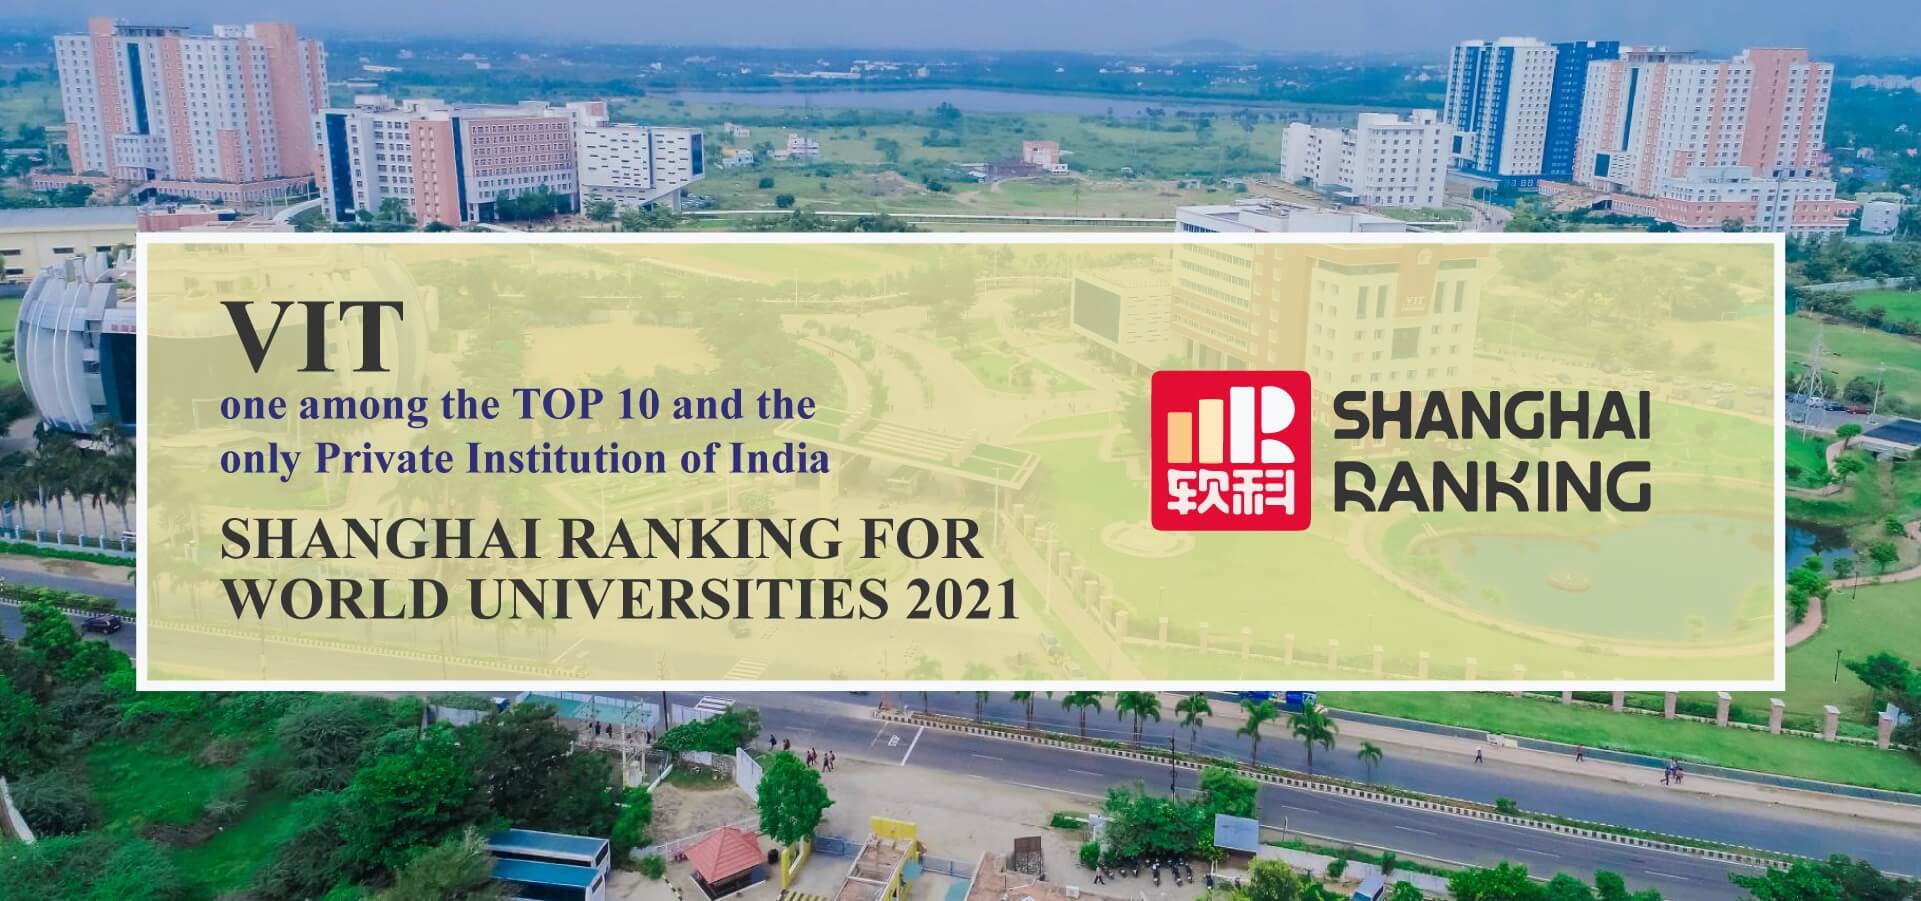 VIT
one among the TOP 10 and the
only Private Institution of India
SHANGHAI RANKING FOR
WORLD UNIVERSITIES 2021
软科
SHANGHAI
RANKING
VIT